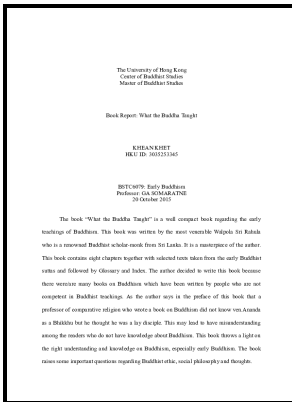 The University of Hong Kong
Center of Buddhist Studies
Master of Buddhist Studies
Book Report: What the Buddha Taught
KHEAN KHET
HKU ID: 3035253345
BSTC6079: Early Buddhism
Professor: GA SOMARATNE
20 October 2015
The book “What the Buddha Taught” is a well compact book regarding the early
teachings of Buddhism. This book was written by the most venerable Walpola Sri Rahula
who is a renowned Buddhist scholar-monk from Sri Lanka. It is a masterpiece of the author.
This book contains eight chapters together with selected texts taken from the early Buddhist
suttas and followed by Glossary and Index. The author decided to write this book because
there were many books on Buddhism which have been written by people who are not
competent in Buddhist teachings. As the author says in the preface of this book that a
professor of comparative religion who wrote a book on Buddhism did not know ven.Ananda
as a Bhikkhu but he thought he was a lay disciple. This may lead to have misunderstanding
among the readers who do not have knowledge about Buddhism. This book throws a light on
the right understanding and knowledge on Buddhism, especially early Buddhism. The book
raises some important questions regarding Buddhist ethic, social philosophy and thoughts.